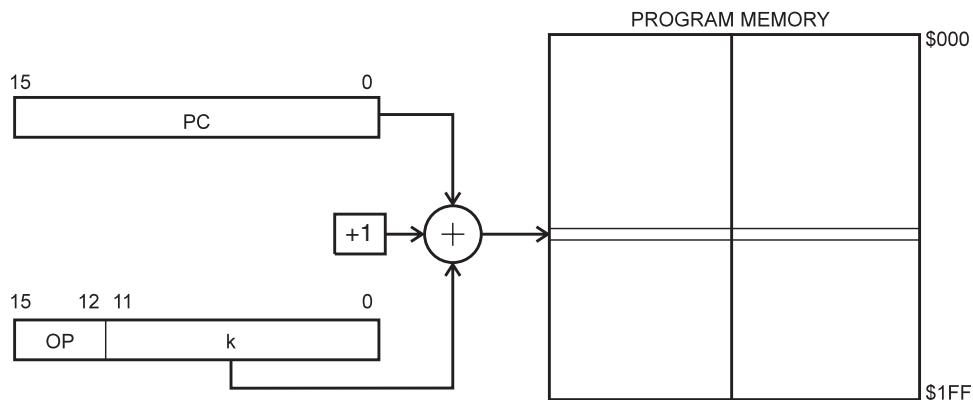 PROGRAM MEMORY
$000
15 0
PC
+1
+
15 12 11 0
OP k
$1FF